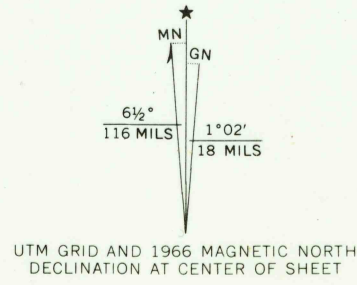 ★
MN
GN
6½°
116 MILS
1°02′
18 MILS
UTM GRID AND 1966 MAGNETIC NORTH
DECLINATION AT CENTER OF SHEET